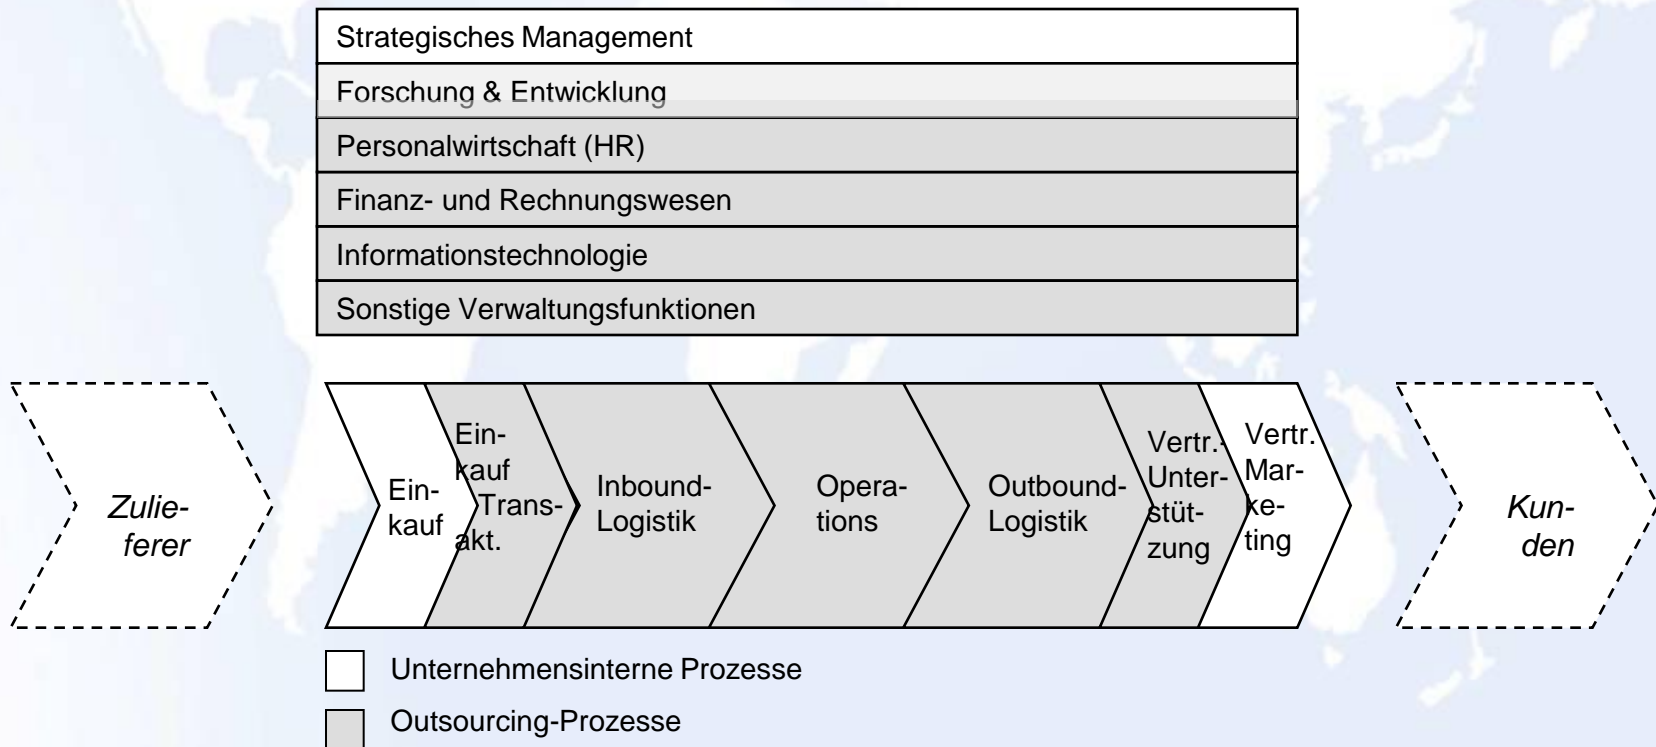 Strategisches Management
Forschung & Entwicklung
Personalwirtschaft (HR)
Finanz- und Rechnungswesen
Informationstechnologie
Sonstige Verwaltungsfunktionen
Zulie-
ferer
Ein-
kauf
Ein-
kauf
Trans-
akt.
Inbound-
Logistik
Opera-
tions
Outbound-
Logistik
Vertr.-
Unter-
stüt-
zung
Vertr.
Mar-
ke-
ting
Kun-
den
Unternehmensinterne Prozesse
Outsourcing-Prozesse